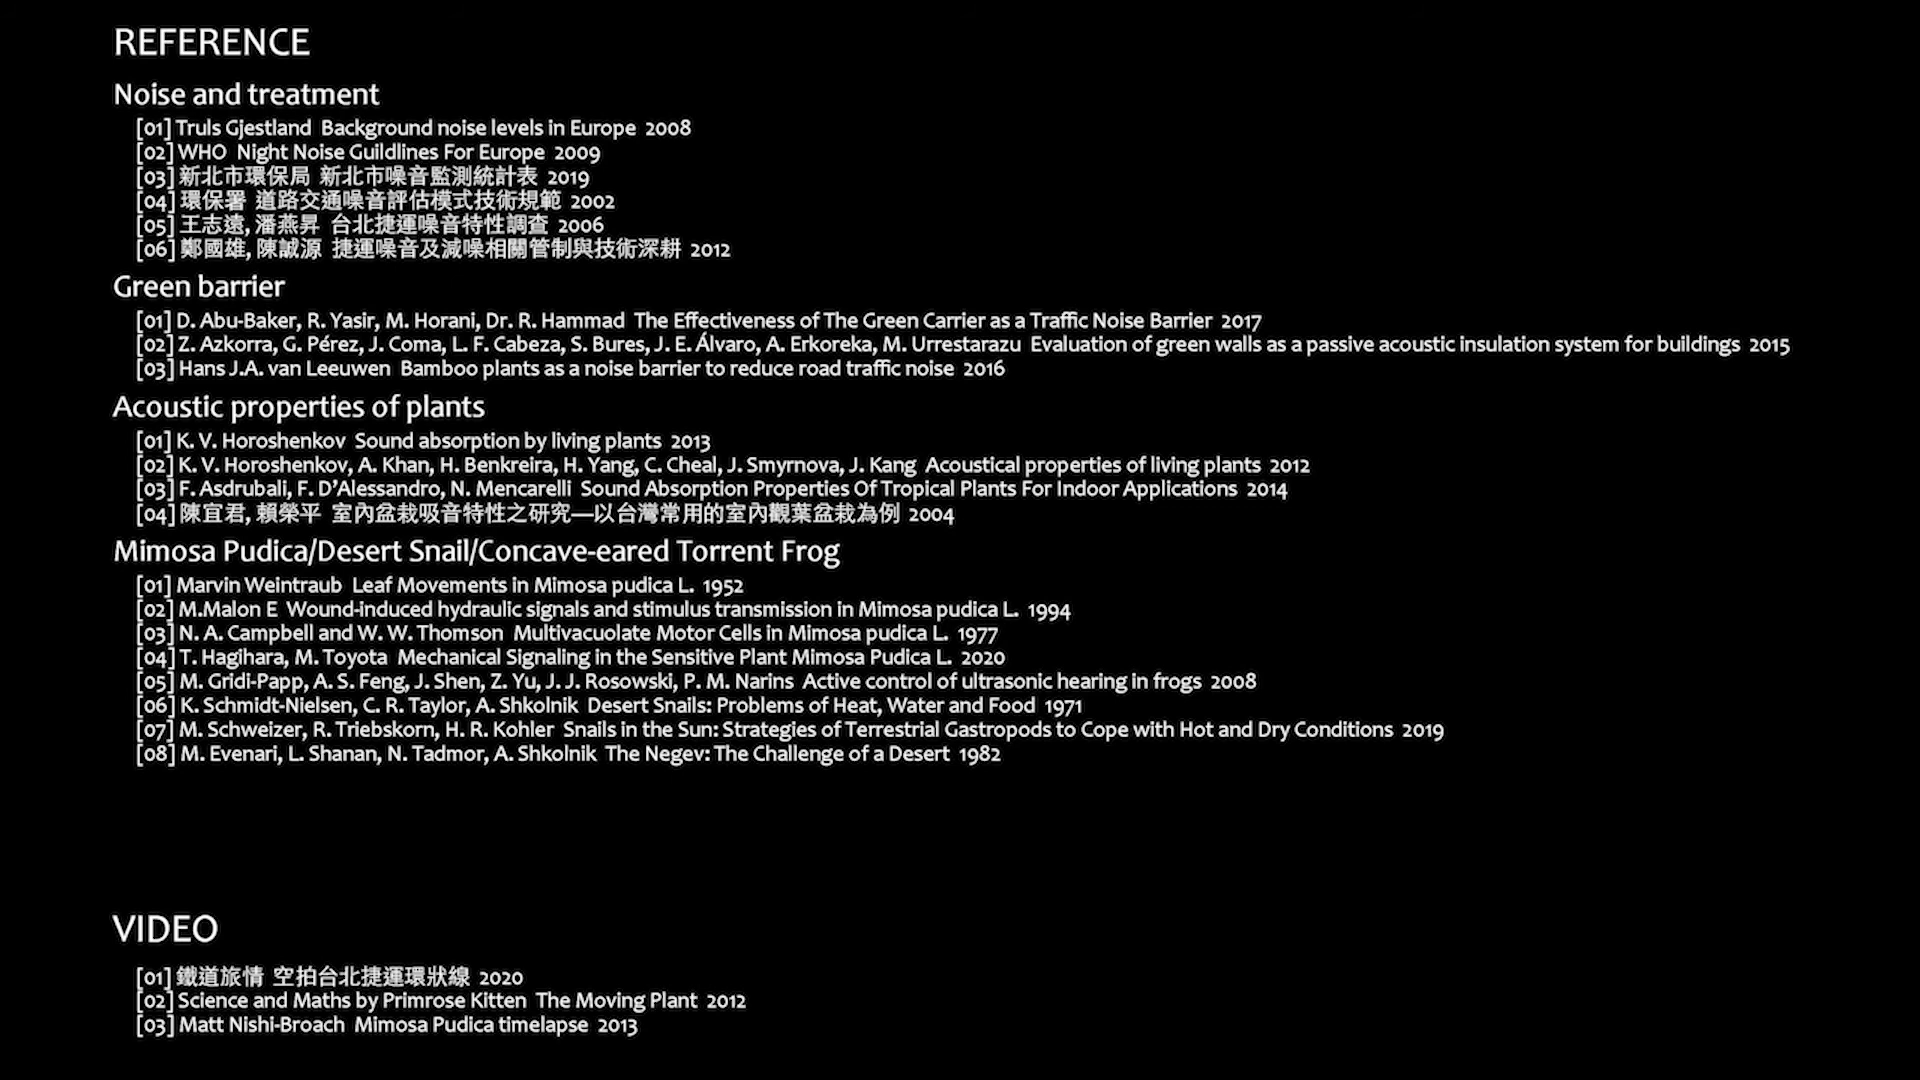 REFERENCE
Noise and treatment
[01] Truls Gjestland  Background noise levels in Europe  2008
[02] WHO  Night Noise Guildlines For Europe  2009
[03] 新北市環保局  新北市噪音監測統計表  2019
[04] 環保署  道路交通噪音評估模式技術規範  2002
[05] 王志遠, 潘燕昇  台北捷運噪音特性調查  2006
[06] 鄭國雄, 陳誠源  捷運噪音及減噪相關管制與技術深耕  2012
Green barrier
[01] D. Abu-Baker, R. Yasir, M. Horani, Dr. R. Hammad  The Effectiveness of The Green Carrier as a Traffic Noise Barrier  2017
[02] Z. Azkorra, G. Pérez, J. Coma, L. F. Cabeza, S. Bures, J. E. Álvaro, A. Erkoreka, M. Urrestarazu  Evaluation of green walls as a passive acoustic insulation system for buildings  2015
[03] Hans J.A. van Leeuwen  Bamboo plants as a noise barrier to reduce road traffic noise  2016
Acoustic properties of plants
[01] K. V. Horoshenkov  Sound absorption by living plants  2013
[02] K. V. Horoshenkov, A. Khan, H. Benkreira, H. Yang, C. Cheal, J. Smyrnova, J. Kang  Acoustical properties of living plants  2012
[03] F. Asdrubali, F. D’Alessandro, N. Mencarelli  Sound Absorption Properties Of Tropical Plants For Indoor Applications  2014
[04] 陳宜君, 賴榮平  室內盆栽吸音特性之研究—以台灣常用的室內觀葉盆栽為例  2004
Mimosa Pudica/Desert Snail/Concave-eared Torrent Frog
[01] Marvin Weintraub  Leaf Movements in Mimosa pudica L.  1952
[02] M.Malon E  Wound-induced hydraulic signals and stimulus transmission in Mimosa pudica L.  1994
[03] N. A. Campbell and W. W. Thomson  Multivacuolate Motor Cells in Mimosa pudica L.  1977
[04] T. Hagihara, M. Toyota  Mechanical Signaling in the Sensitive Plant Mimosa Pudica L.  2020
[05] M. Gridi-Papp, A. S. Feng, J. Shen, Z. Yu, J. J. Rosowski, P. M. Narins  Active control of ultrasonic hearing in frogs  2008
[06] K. Schmidt-Nielsen, C. R. Taylor, A. Shkolnik  Desert Snails: Problems of Heat, Water and Food  1971
[07] M. Schweizer, R. Triebskorn, H. R. Kohler  Snails in the Sun: Strategies of Terrestrial Gastropods to Cope with Hot and Dry Conditions  2019
[08] M. Evenari, L. Shanan, N. Tadmor, A. Shkolnik  The Negev: The Challenge of a Desert  1982
VIDEO
[01] 鐵道旅情  空拍台北捷運環狀線  2020
[02] Science and Maths by Primrose Kitten  The Moving Plant  2012
[03] Matt Nishi-Broach  Mimosa Pudica timelapse  2013